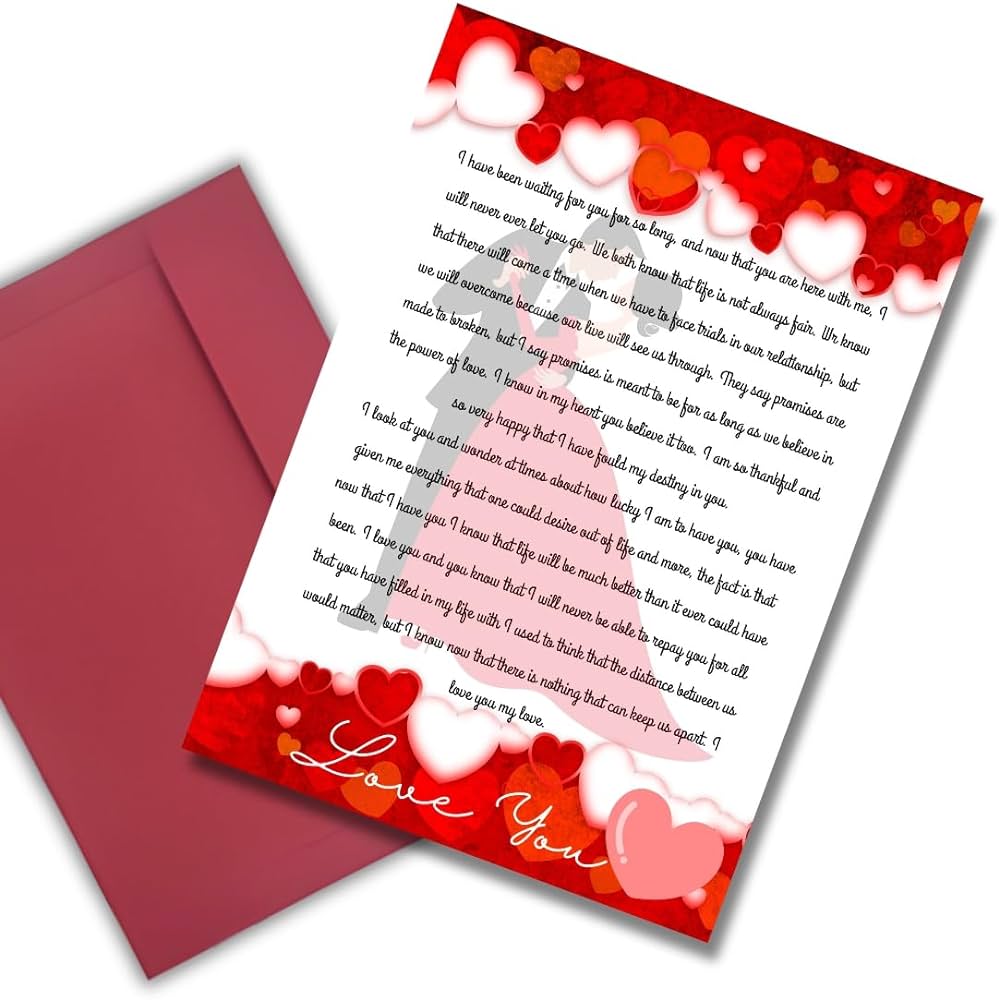 I have been waiting for you for so long, and now that you are here with me, I
will never ever let you go. We both know that life is not always fair. Wr know
that there will come a time when we have to face trials in our relationship, but
we will overcome because our live will see us through. They say promises are
made to broken, but I say promises is meant to be for as long as we believe in
the power of love. I know in my heart you believe it too. I am so thankful and
so very happy that I have fould my destiny in you.
I look at you and wonder at times about how lucky I am to have you, you have
given me everything that one could desire out of life and more, the fact is that
now that I have you I know that life will be much better than it ever could have
been. I love you and you know that I will never be able to repay you for all
that you have filled in my life with I used to think that the distance between us
would matter, but I know now that there is nothing that can keep us apart. I
love you my love.
Love You